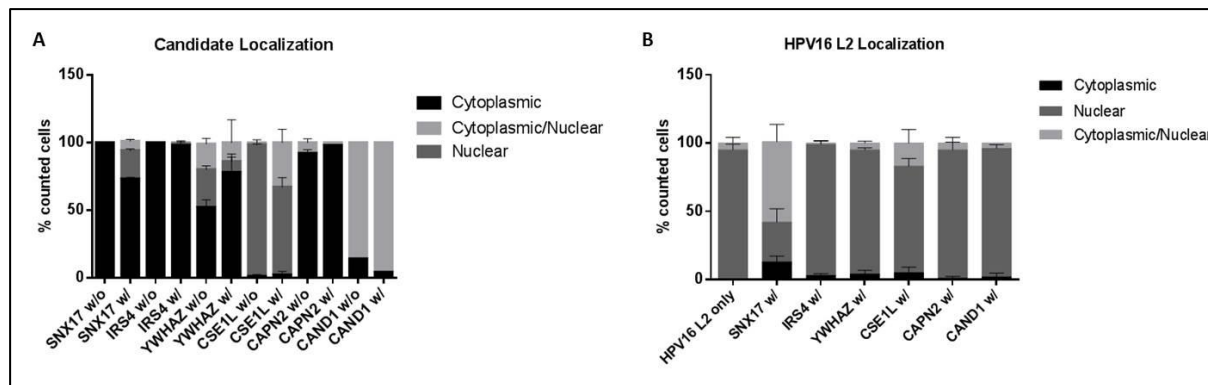 A
Candidate Localization
150
100
50
0
% counted cells
SNX17 w/o
SNX17 w/
IRS4 w/o
IRS4 w/
YWHAZ w/o
YWHAZ w/
CSE1L w/o
CSE1L w/
CAPN2 w/o
CAPN2 w/
CAND1 w/o
CAND1 w/
Cytoplasmic
Cytoplasmic/Nuclear
Nuclear
B
HPV16 L2 Localization
150
100
50
0
% counted cells
HPV16 L2 only
SNX17 w/
IRS4 w/
YWHAZ w/
CSE1L w/
CAPN2 w/
CAND1 w/
Cytoplasmic
Nuclear
Cytoplasmic/Nuclear